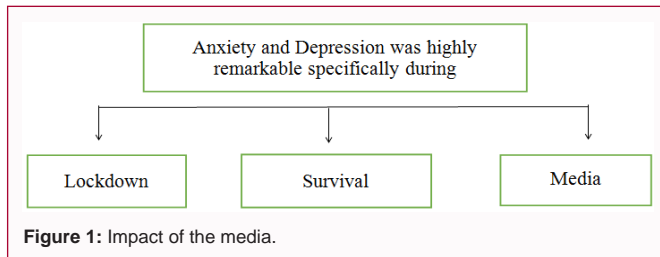 Anxiety and Depression was highly
remarkable specifically during
Lockdown
Survival
Media
Figure 1: Impact of the media.